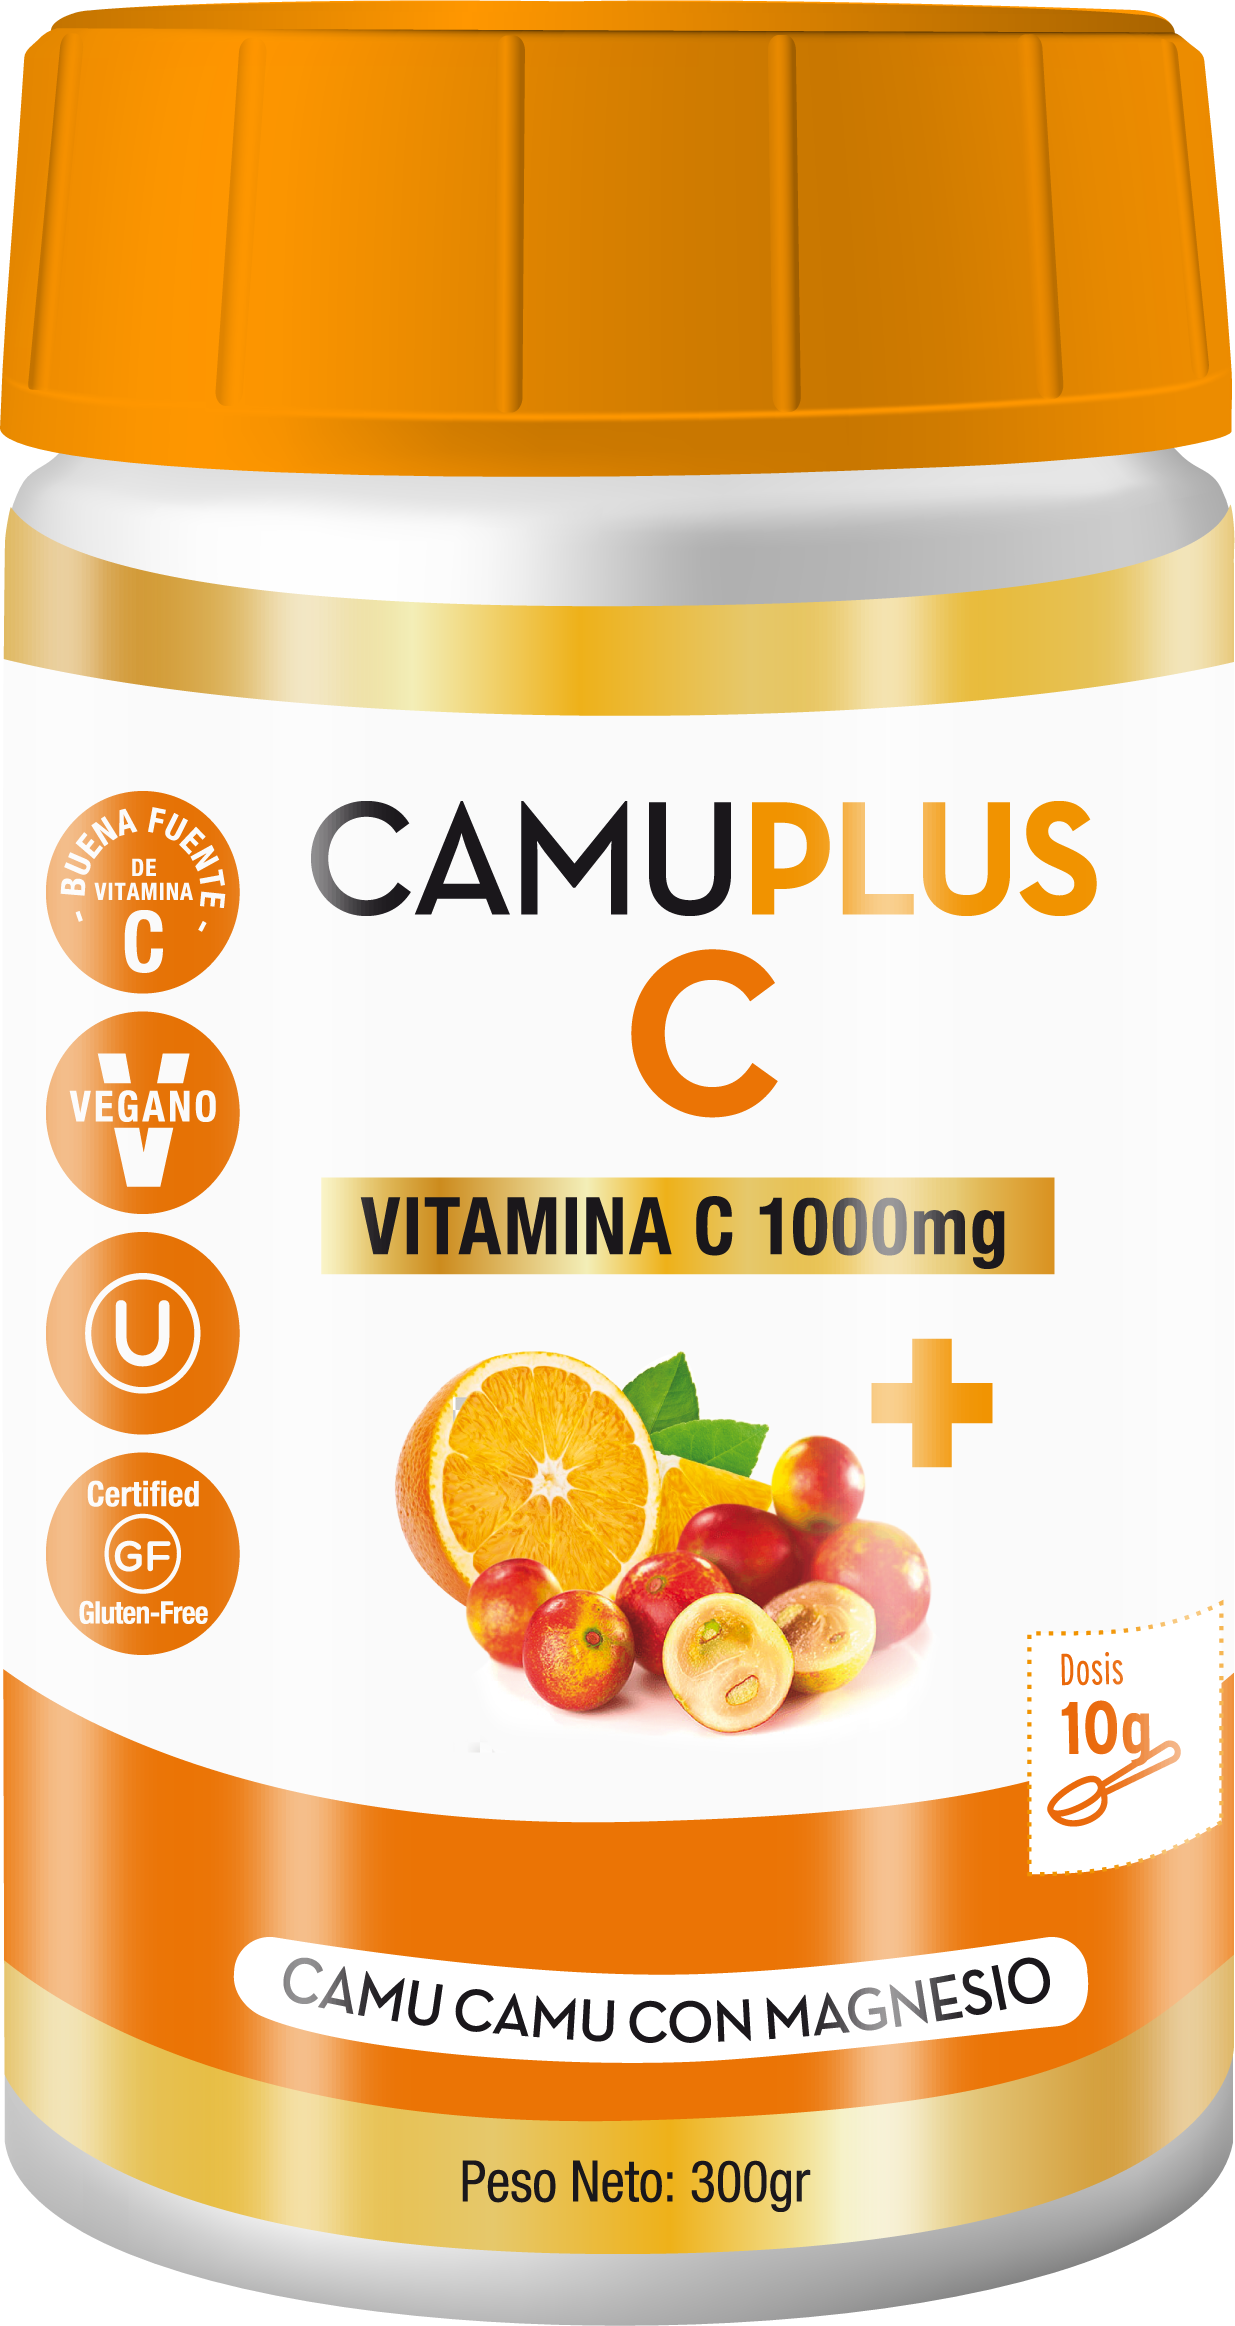 CAMUPLUS
C
VITAMINA C 1000mg
- BUENA FUENTE -
DE
VITAMINA
C
V
VEGANO
U
Certified
GF
Gluten-Free
Dosis
10g
CAMU CAMU CON MAGNESIO
Peso Neto: 300gr